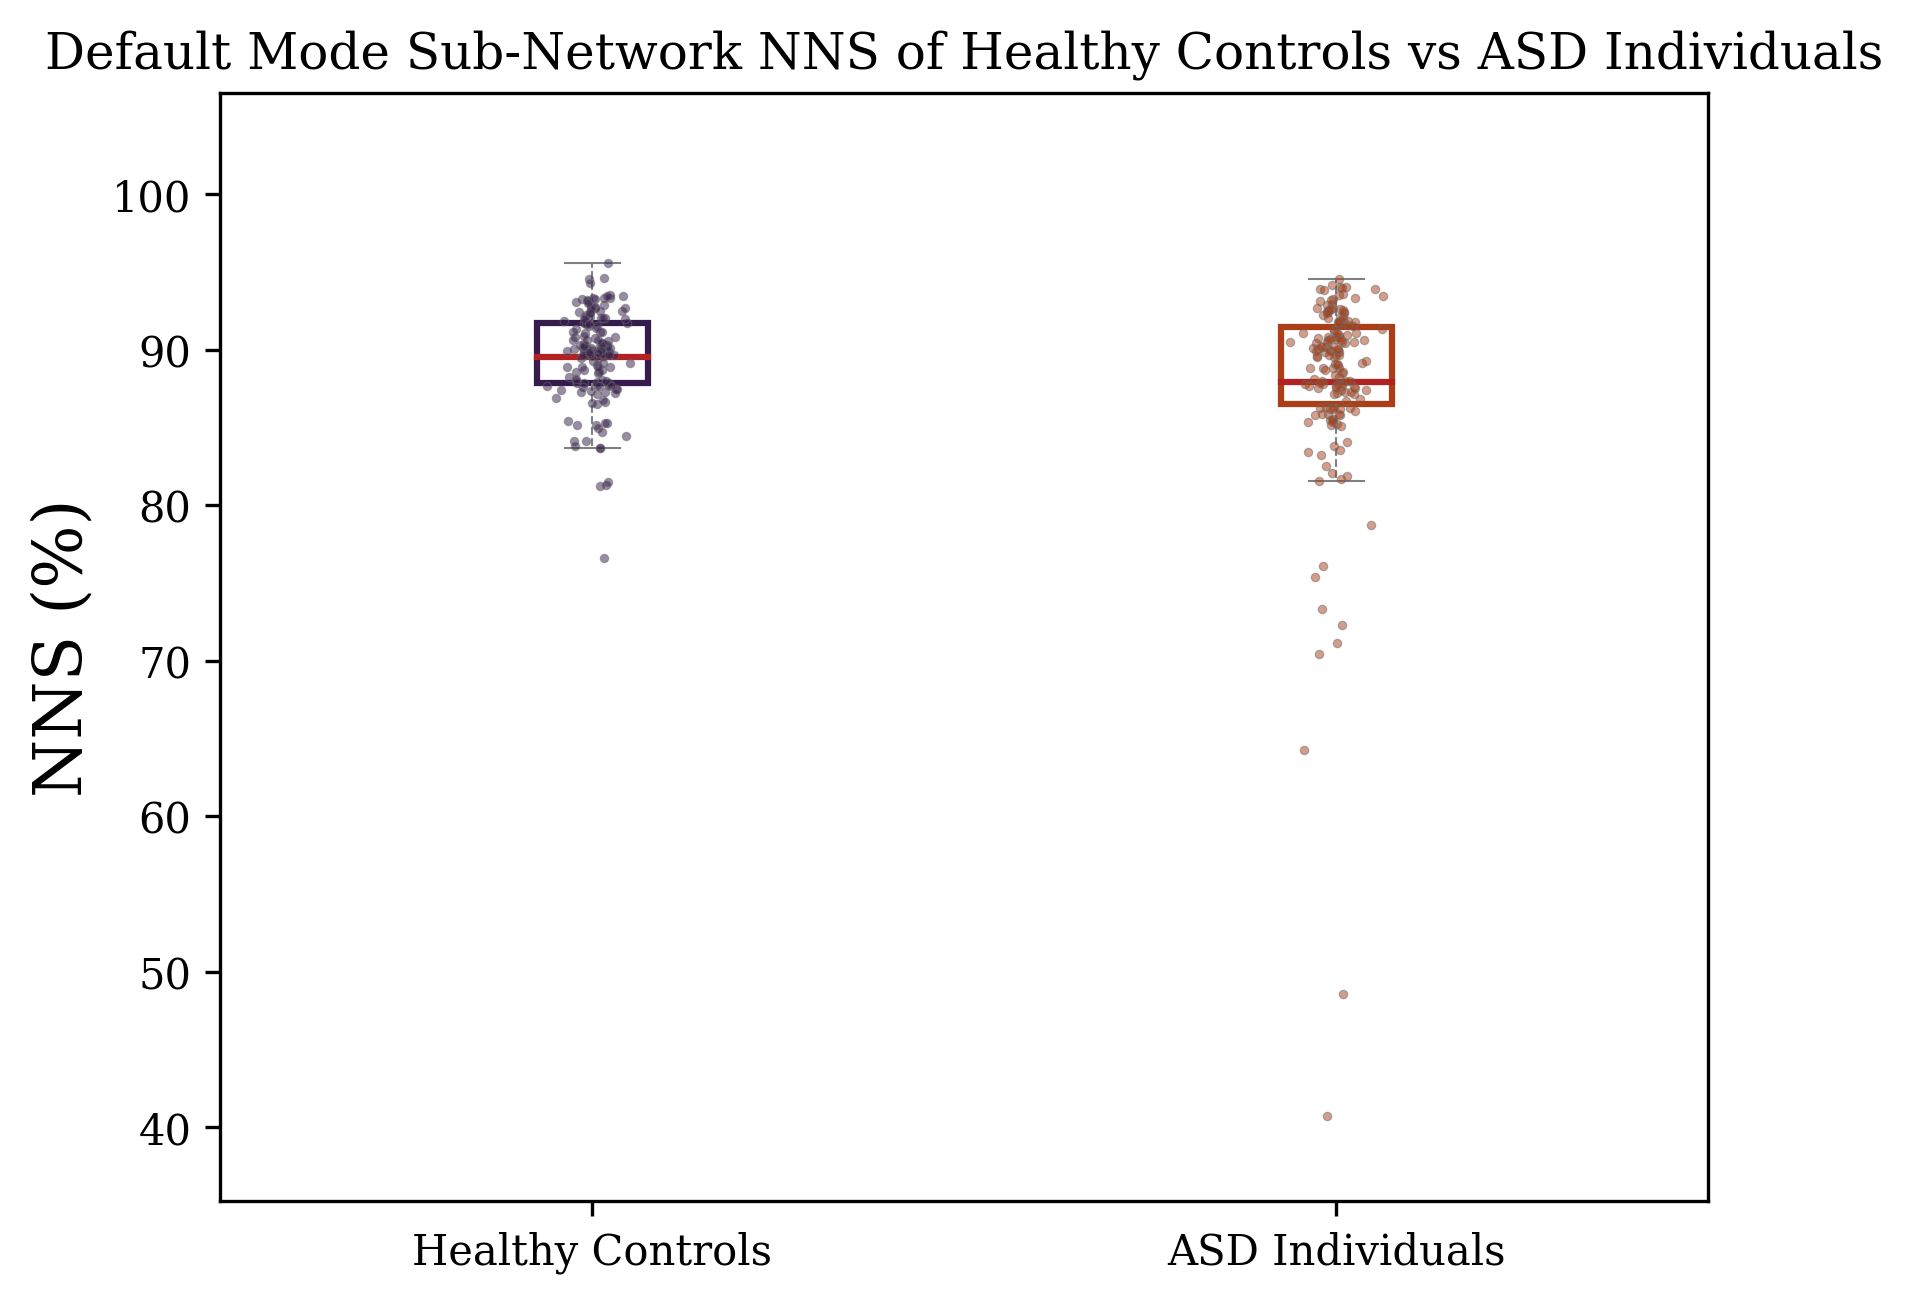 Default Mode Sub-Network NNS of Healthy Controls vs ASD Individuals
NNS (%)
100
90
80
70
60
50
40
Healthy Controls
ASD Individuals